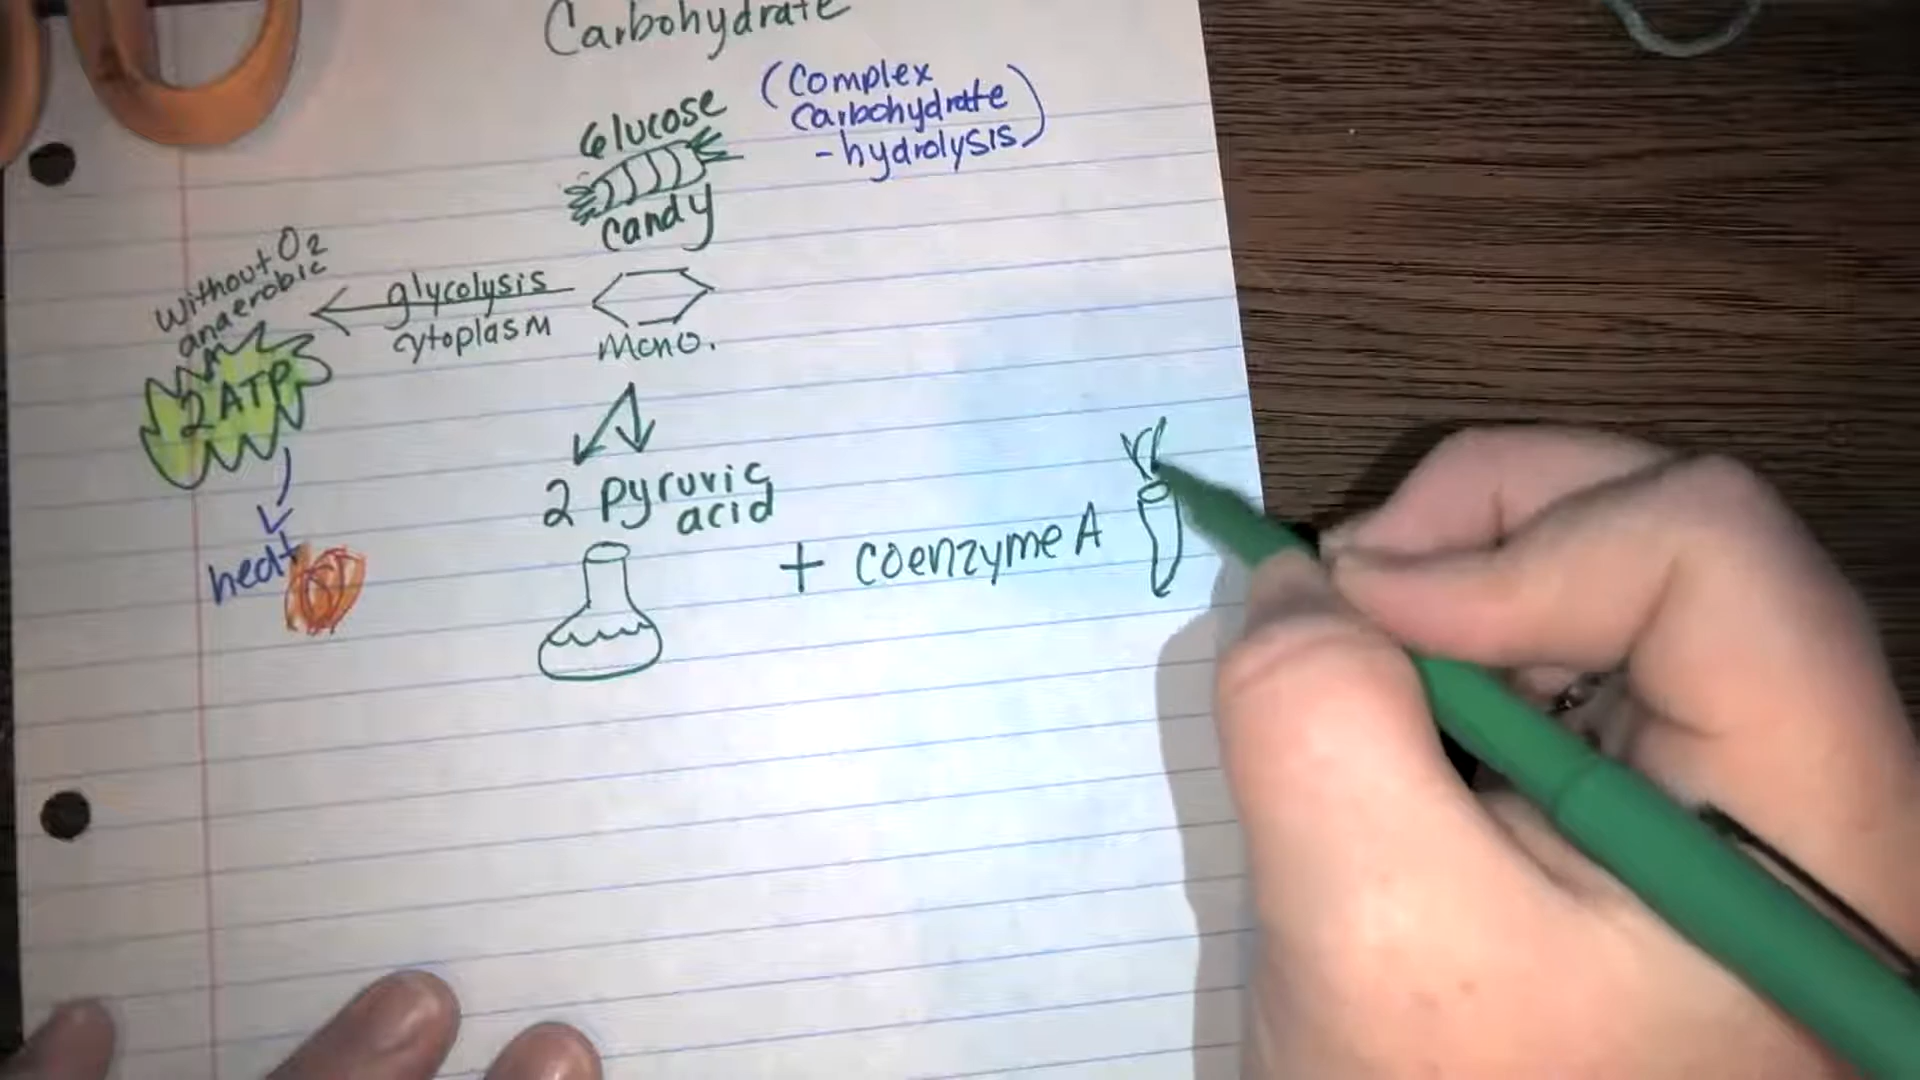 Carbohydrate
(Complex
Carbohydrate
-hydrolysis)
Glucose
candy
without O2
anaerobic
glycolysis
cytoplasm
Mono.
2 ATP
heat
2 pyruvic
acid
+ coenzyme A